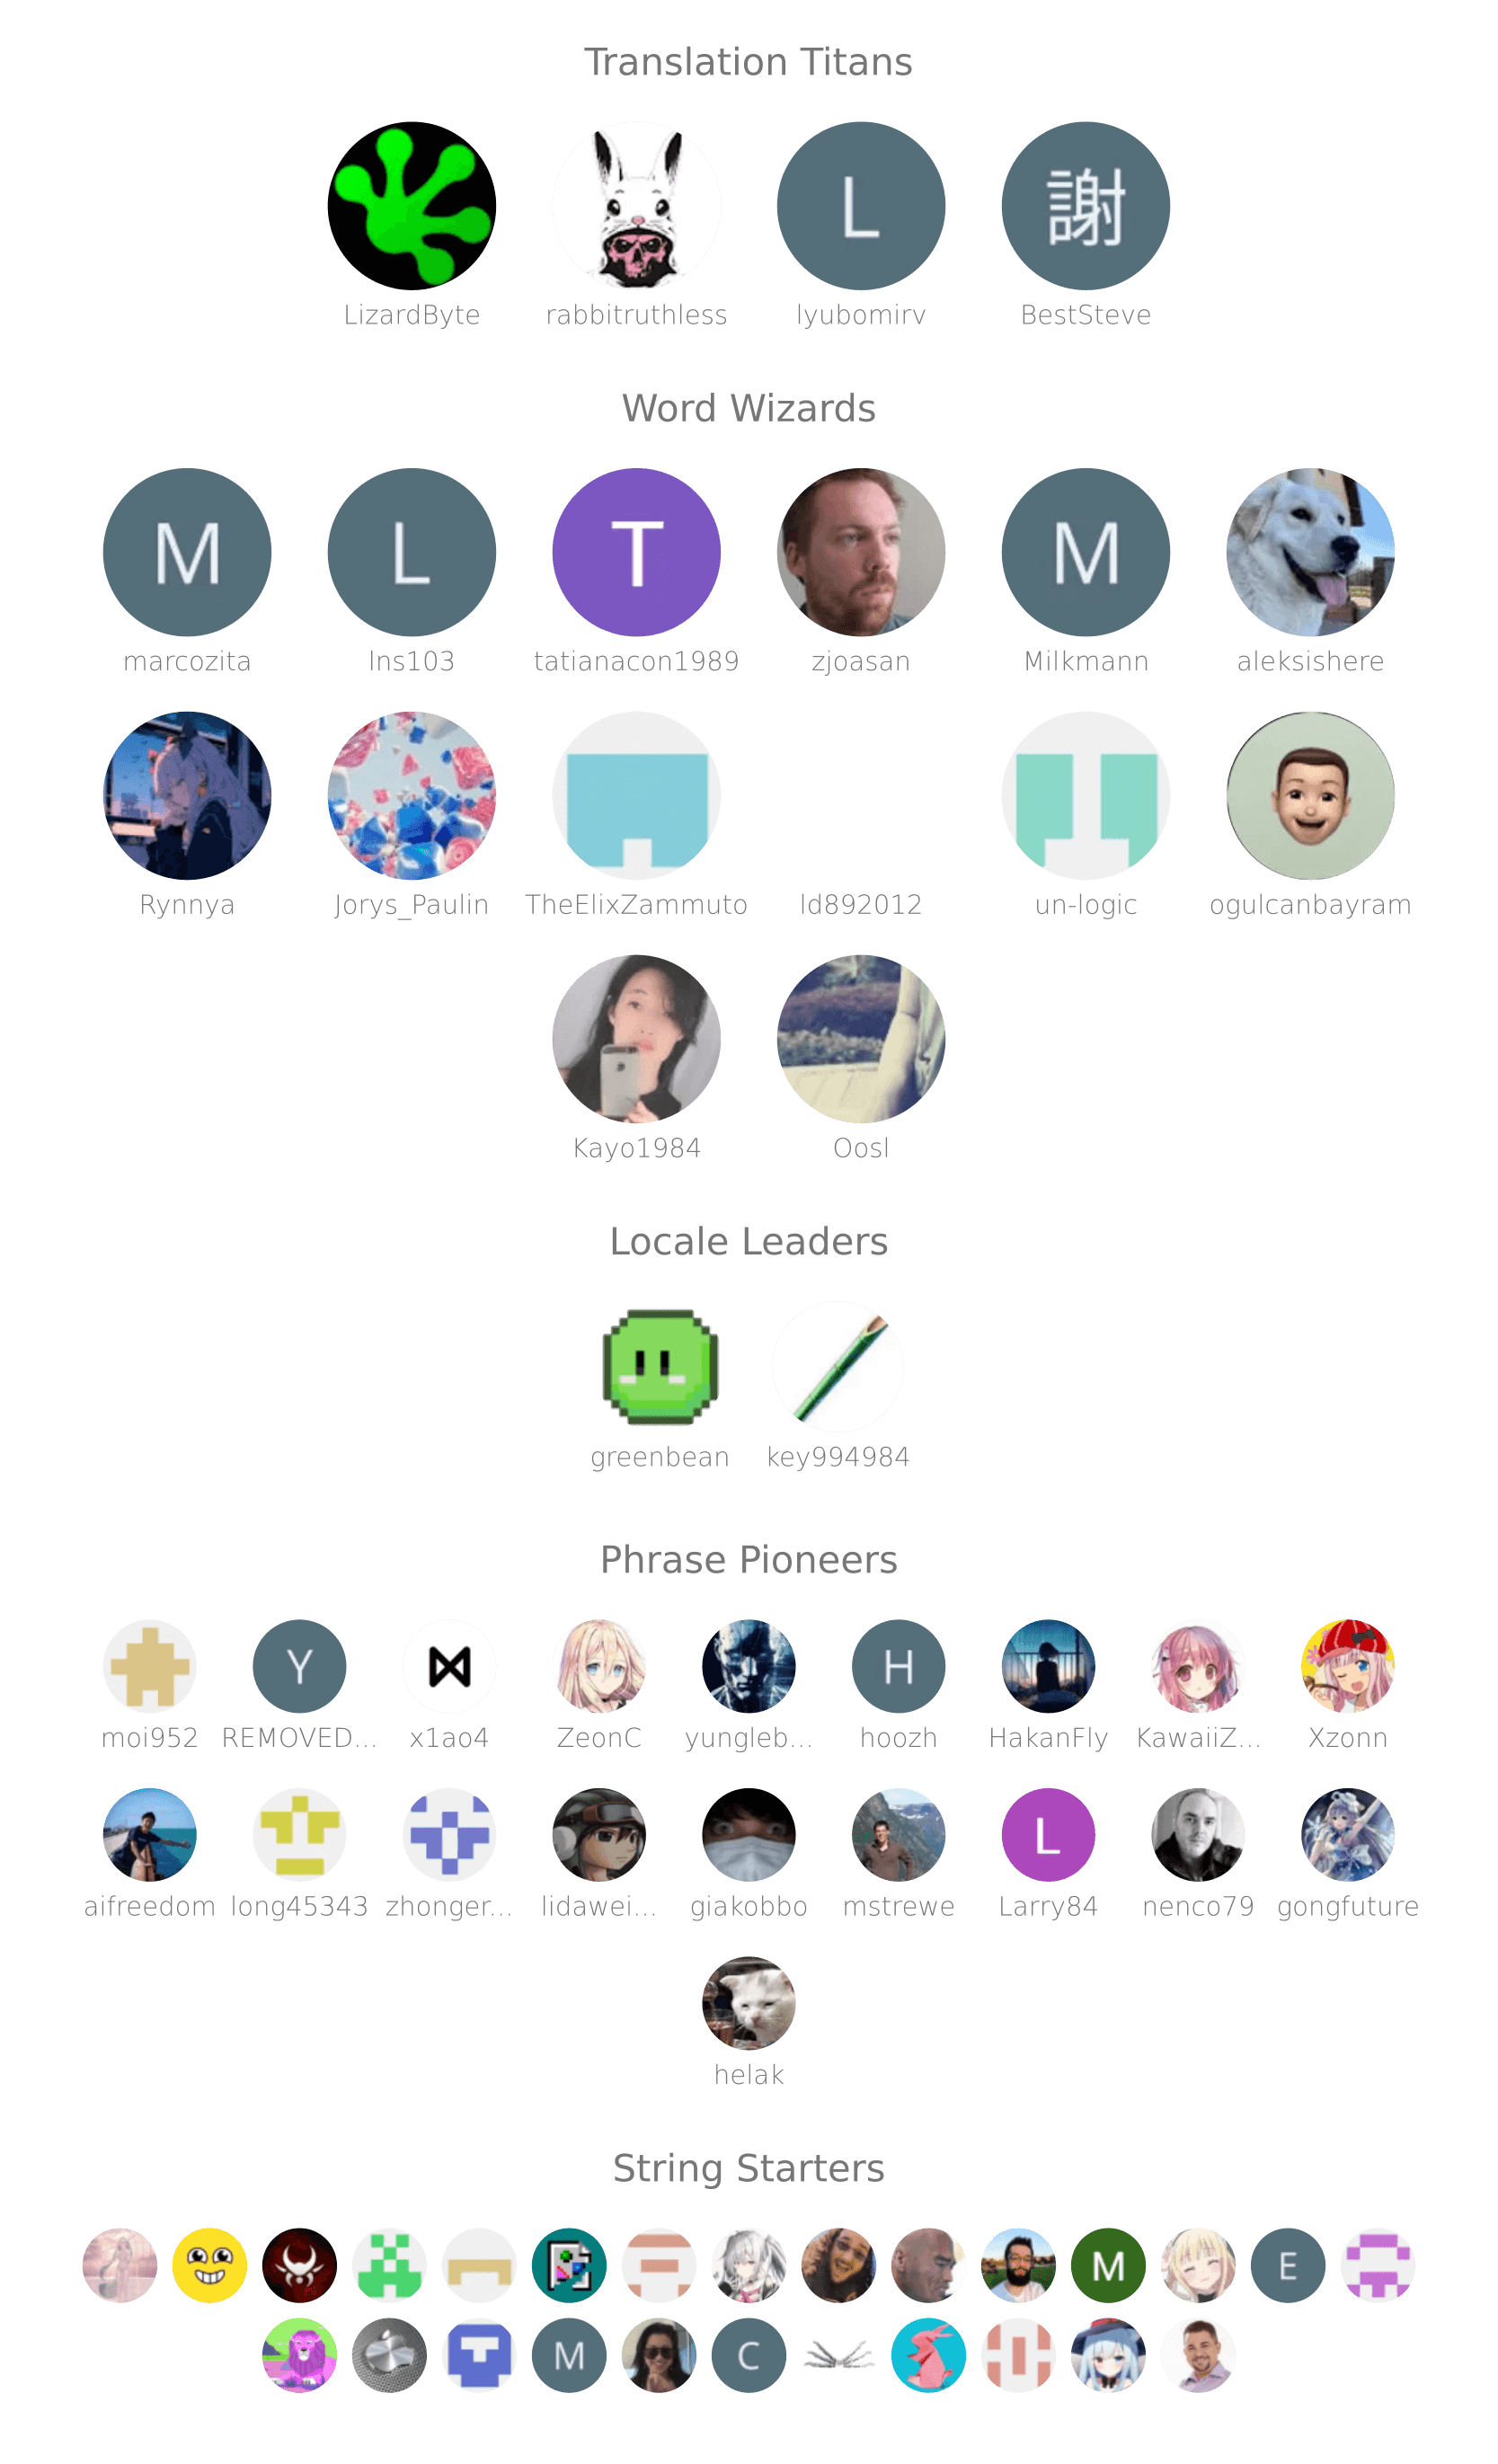 Translation Titans
L 謝
LizardByte rabbitruthless lyubomirv BestSteve
Word Wizards
M L T M
marcozita lns103 tatianacon1989 zjoasan Milkmann aleksishere
Rynnya Jorys_Paulin TheElixZammuto ld892012 un-logic ogulcanbayram
Kayo1984 Oosl
Locale Leaders
greenbean key994984
Phrase Pioneers
Y H
moi952 REMOVED... x1ao4 ZeonC yungleb... hoozh HakanFly KawaiiZ... Xzonn
L
aifreedom long45343 zhonger... lidawei... giakobbo mstrewe Larry84 nenco79 gongfuture
helak
String Starters
M E
M C